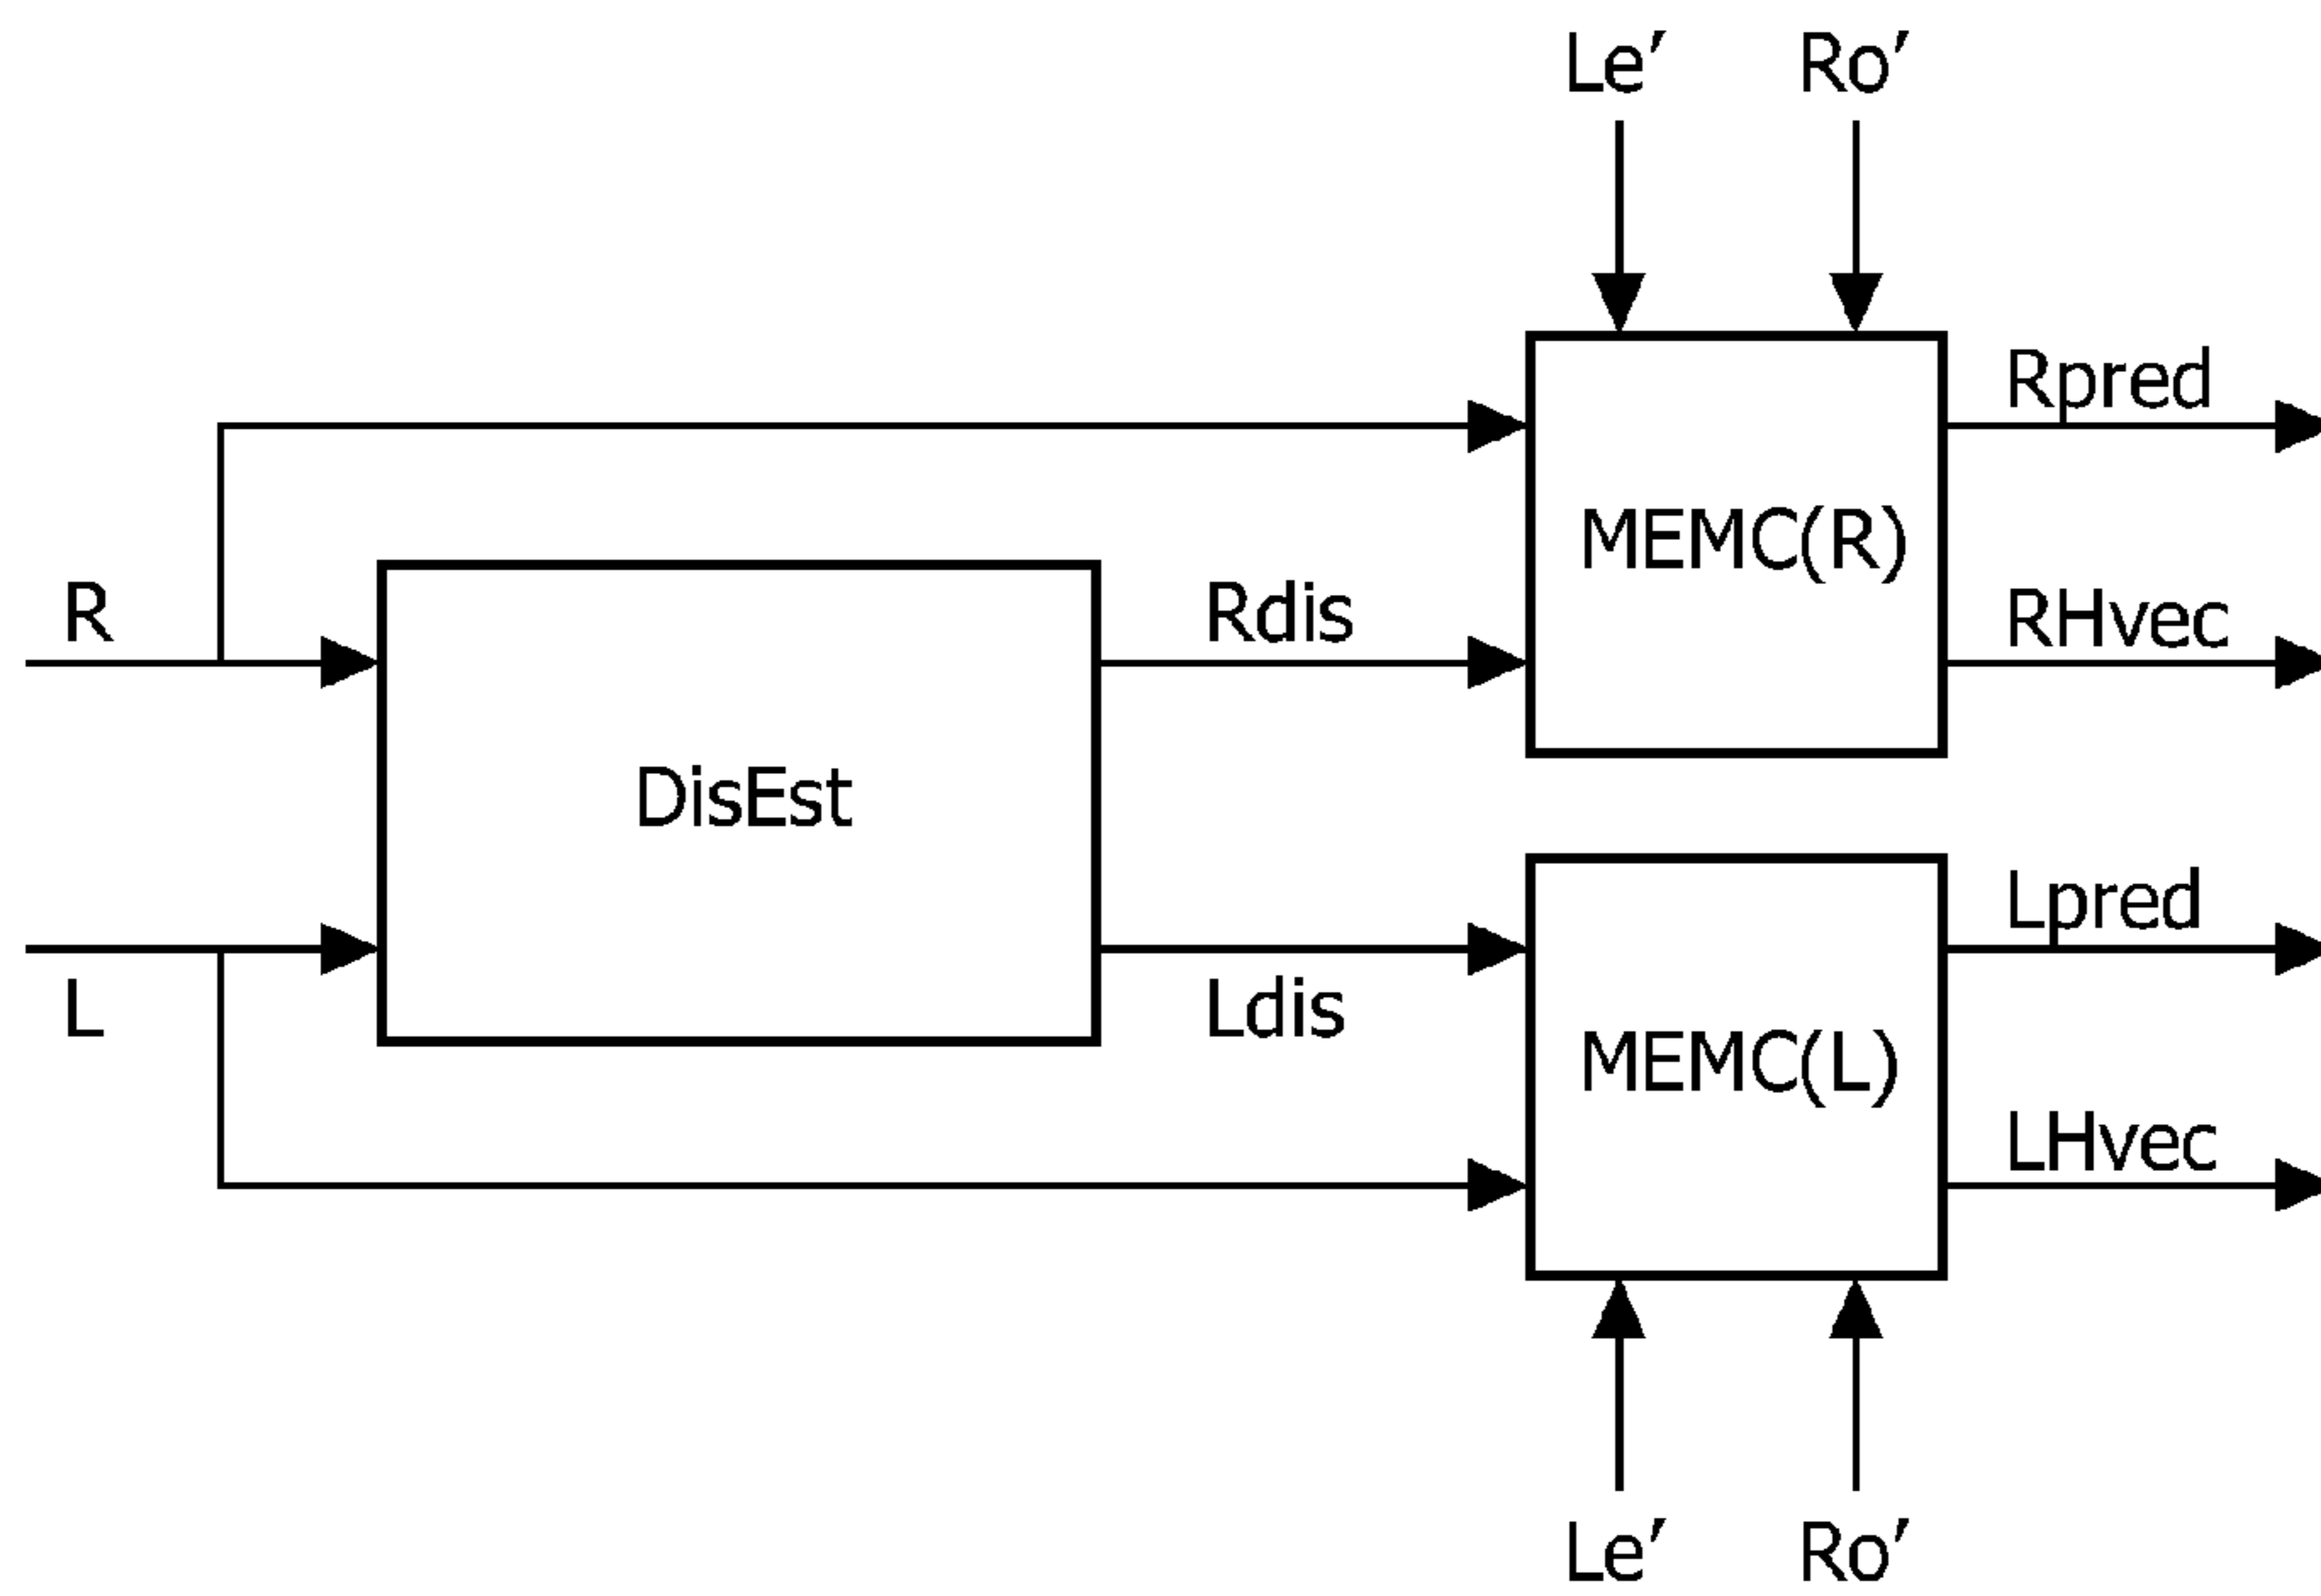 Le′ Ro′
Rpred
MEMC(R)
R
Rdis
RHvec
DisEst
Lpred
L
Ldis
MEMC(L)
LHvec
Le′ Ro′